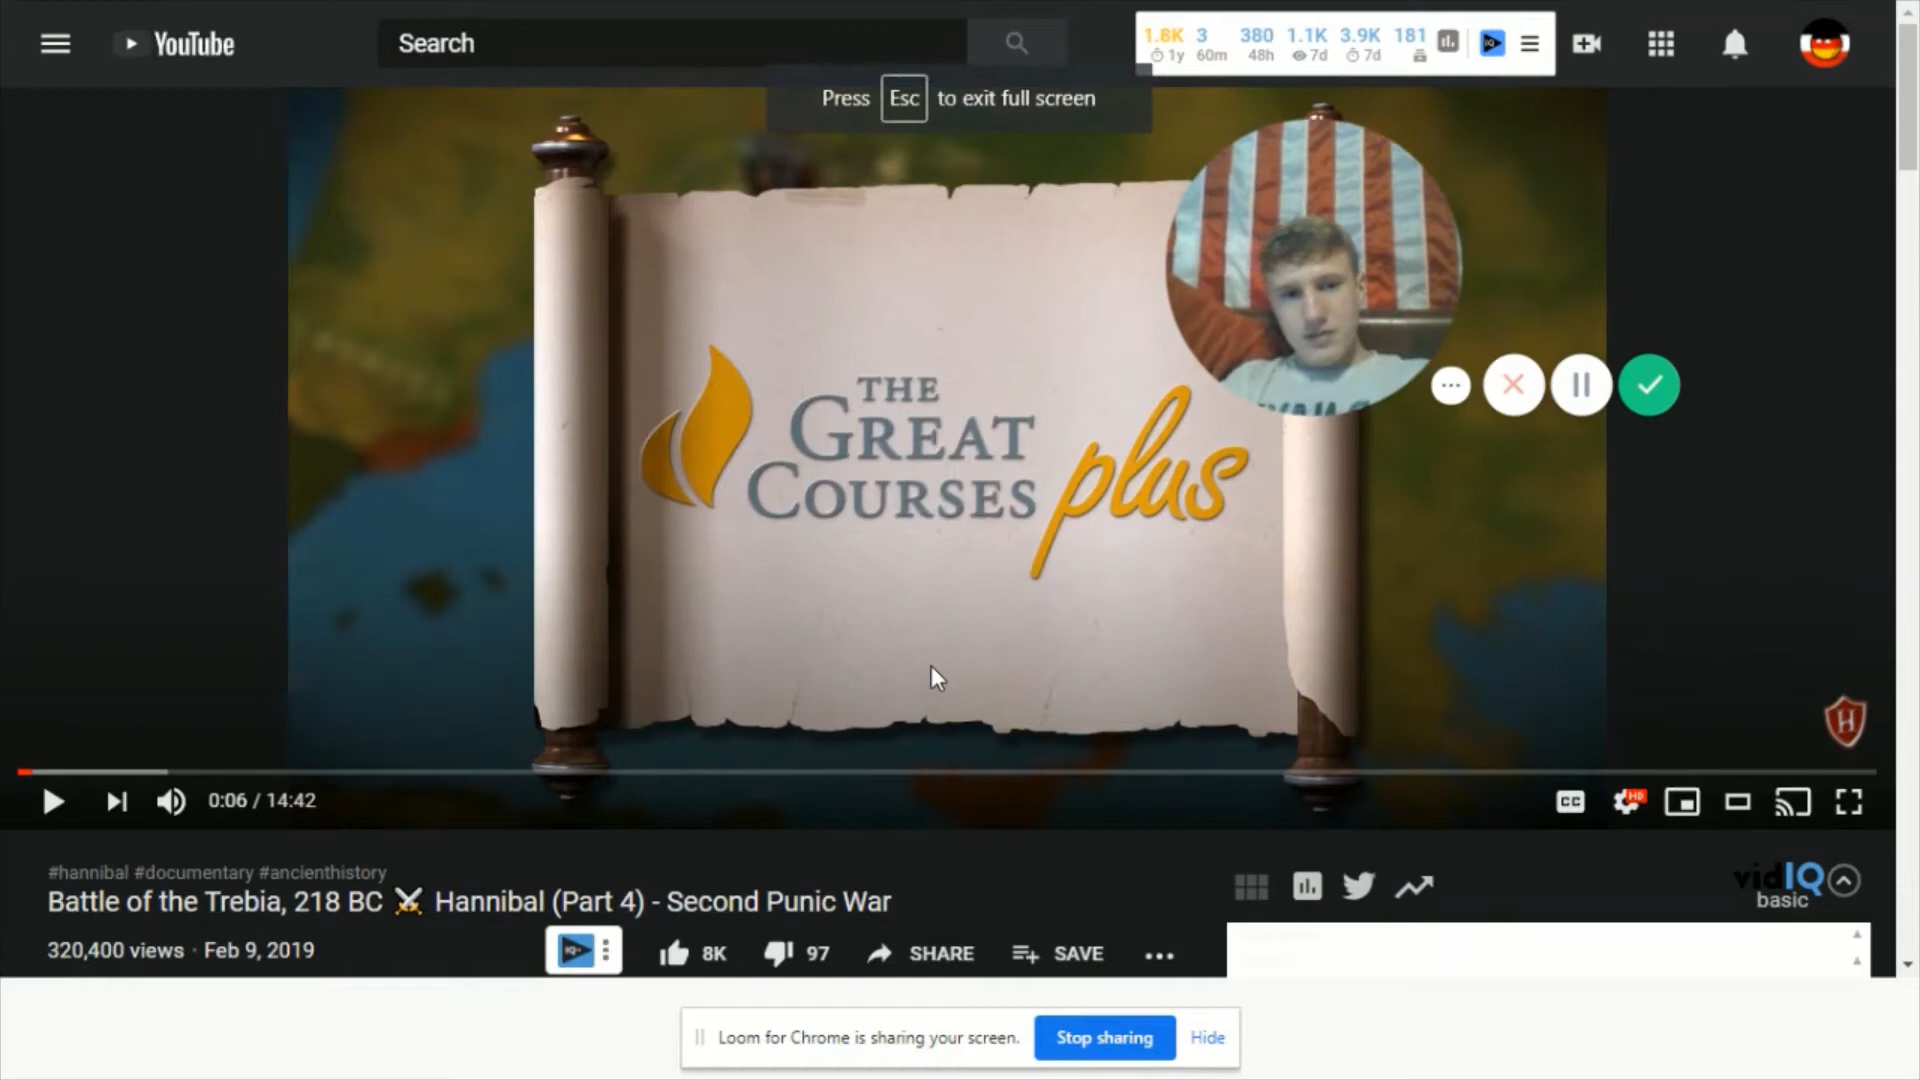 YouTube
Search
1.8K 3 380 1.1K 3.9K 181
1y 60m 48h 7d 7d
Press Esc to exit full screen
THE
GREAT
COURSES plus
H
0:06 / 14:42
CC
HD
#hannibal #documentary #ancienthistory
Battle of the Trebia, 218 BC ⚔ Hannibal (Part 4) - Second Punic War
320,400 views · Feb 9, 2019
8K 97 SHARE SAVE
vidIQ
basic
Loom for Chrome is sharing your screen. Stop sharing Hide